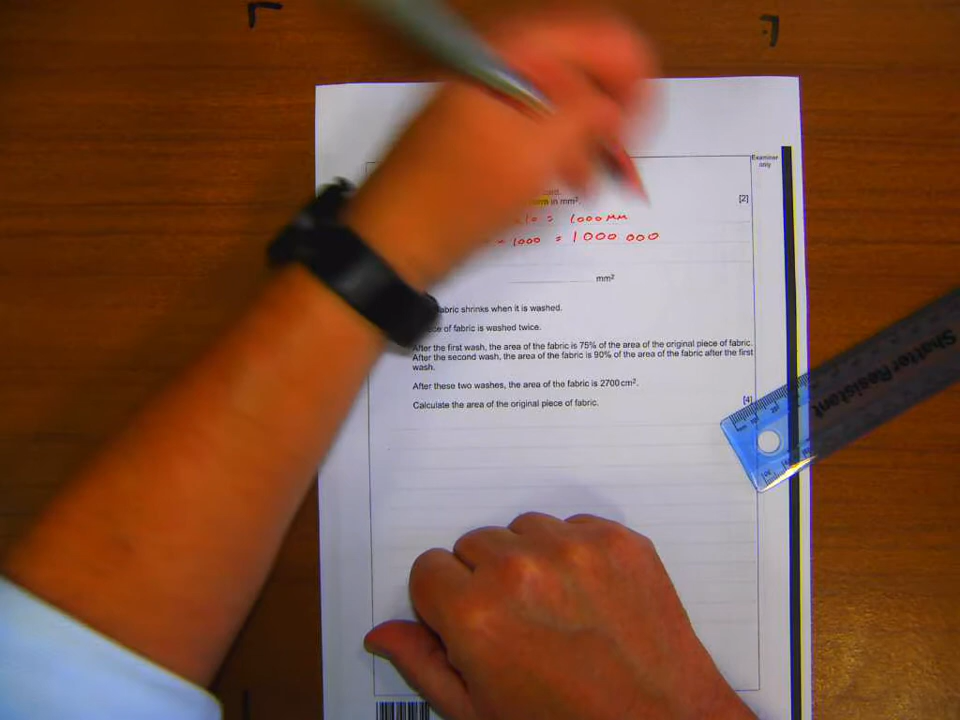 Examiner
only
in mm².
[2]
= 1000 mm
1000 = 1000 000
mm²
fabric shrinks when it is washed.
of fabric is washed twice.
After the first wash, the area of the fabric is 75% of the area of the original piece of fabric.
After the second wash, the area of the fabric is 90% of the area of the fabric after the first
wash.
After these two washes, the area of the fabric is 2700 cm².
Calculate the area of the original piece of fabric.
[4]
Shatter Resistant